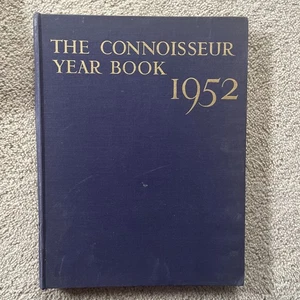 THE CONNOISSEUR
YEAR BOOK
1952